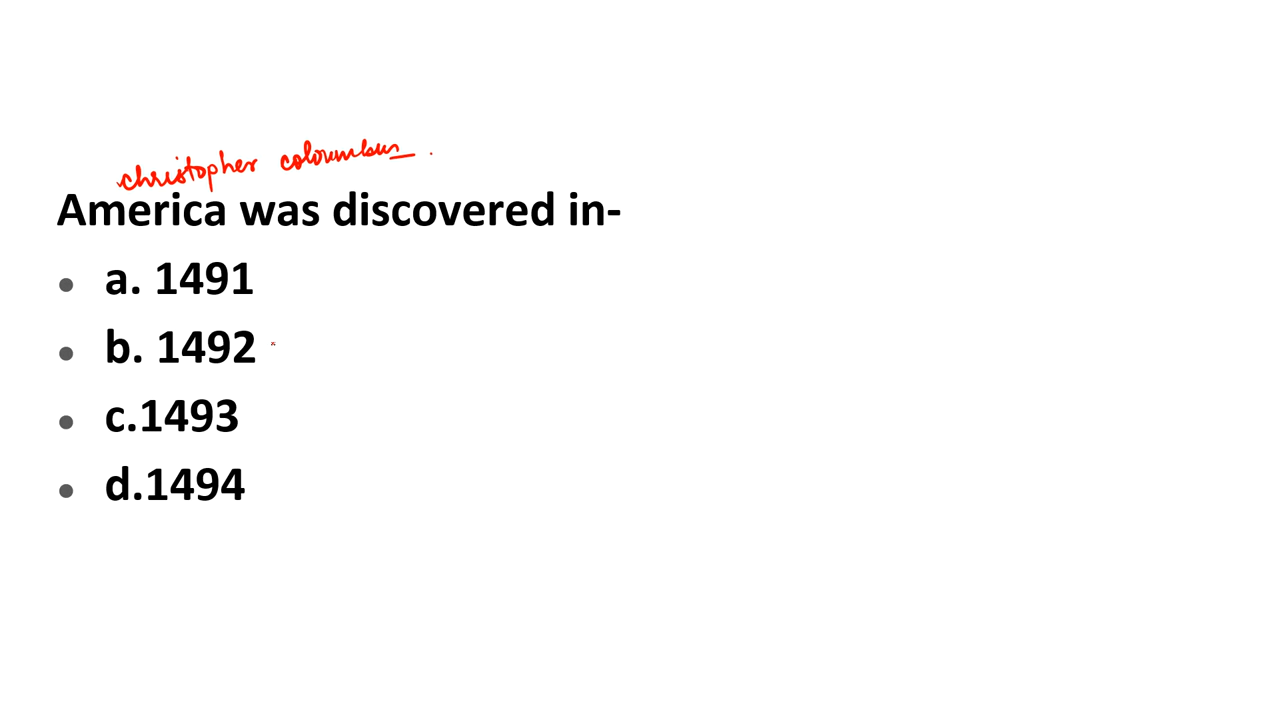 christopher coloumbus
America was discovered in-
• a. 1491
• b. 1492
• c.1493
• d.1494